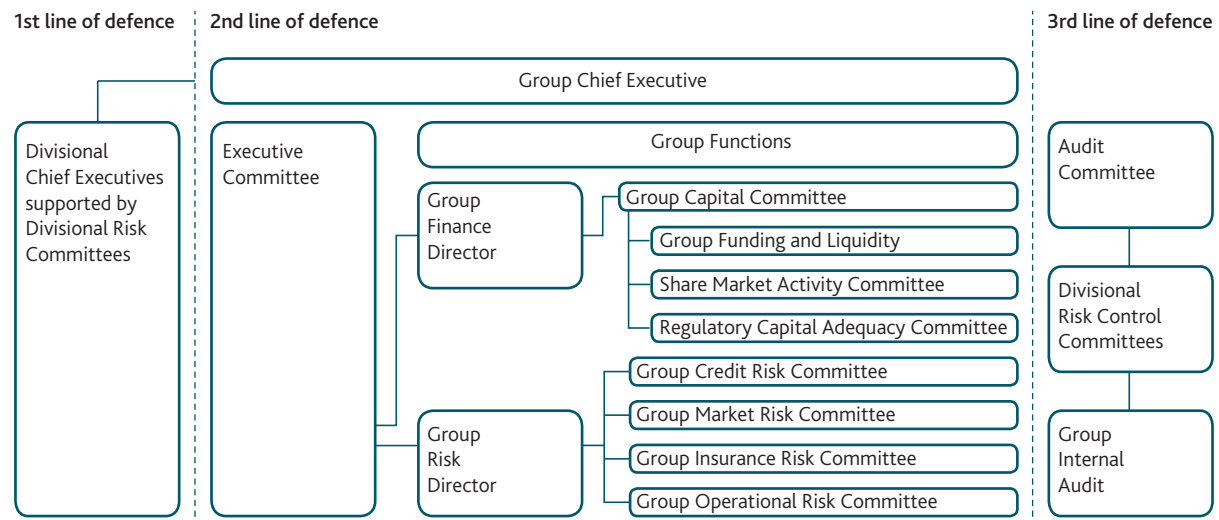 1st line of defence
2nd line of defence
3rd line of defence
Group Chief Executive
Divisional
Chief Executives
supported by
Divisional Risk
Committees
Executive
Committee
Group Functions
Group
Finance
Director
Group Capital Committee
Group Funding and Liquidity
Share Market Activity Committee
Regulatory Capital Adequacy Committee
Group
Risk
Director
Group Credit Risk Committee
Group Market Risk Committee
Group Insurance Risk Committee
Group Operational Risk Committee
Audit
Committee
Divisional
Risk Control
Committees
Group
Internal
Audit